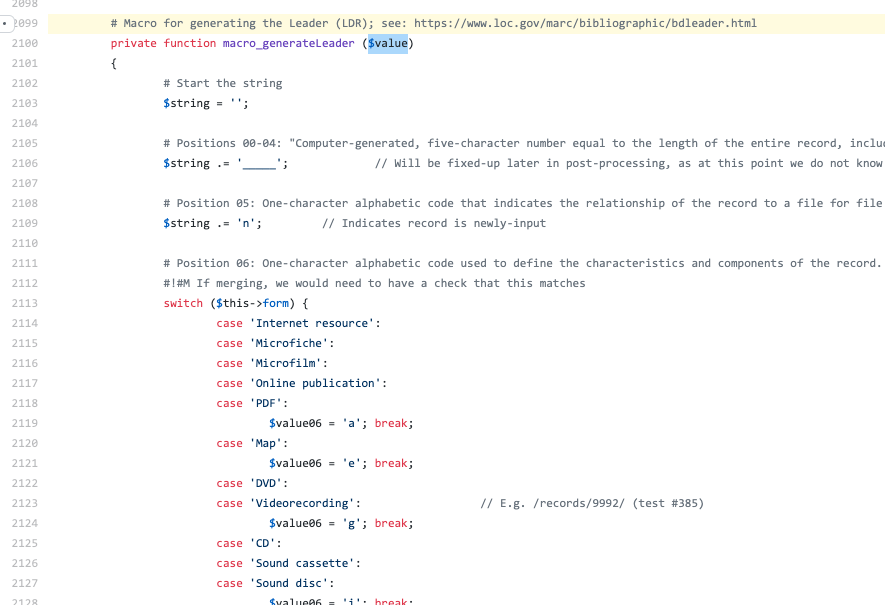 2098
2099 # Macro for generating the Leader (LDR); see: https://www.loc.gov/marc/bibliographic/bdleader.html
2100 private function macro_generateLeader ($value)
2101 {
2102 # Start the string
2103 $string = '';
2104
2105 # Positions 00-04: "Computer-generated, five-character number equal to the length of the entire record,
2106 $string .= '_____'; // Will be fixed-up later in post-processing, as at this point we do not know
2107
2108 # Position 05: One-character alphabetic code that indicates the relationship of the record to a file for file
2109 $string .= 'n'; // Indicates record is newly-input
2110
2111 # Position 06: One-character alphabetic code used to define the characteristics and components of the record.
2112 #!#M If merging, we would need to have a check that this matches
2113 switch ($this->form) {
2114 case 'Internet resource':
2115 case 'Microfiche':
2116 case 'Microfilm':
2117 case 'Online publication':
2118 case 'PDF':
2119 $value06 = 'a'; break;
2120 case 'Map':
2121 $value06 = 'e'; break;
2122 case 'DVD':
2123 case 'Videorecording': // E.g. /records/9992/ (test #385)
2124 $value06 = 'g'; break;
2125 case 'CD':
2126 case 'Sound cassette':
2127 case 'Sound disc':
2128 $value06 = 'i'; break;